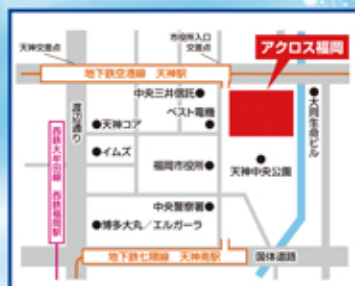 市役所入口
交差点
天神交差点
アクロス福岡
地下鉄空港線 天神駅
中央三井信託●
ベスト電機
●
●天神コア
渡辺通り
●イムズ
福岡市役所●
●
天神中央公園
●大同生命ビル
西鉄大牟田線 西鉄福岡駅
中央警察署●
●博多大丸/エルガーラ
地下鉄七隈線 天神南駅
国体道路